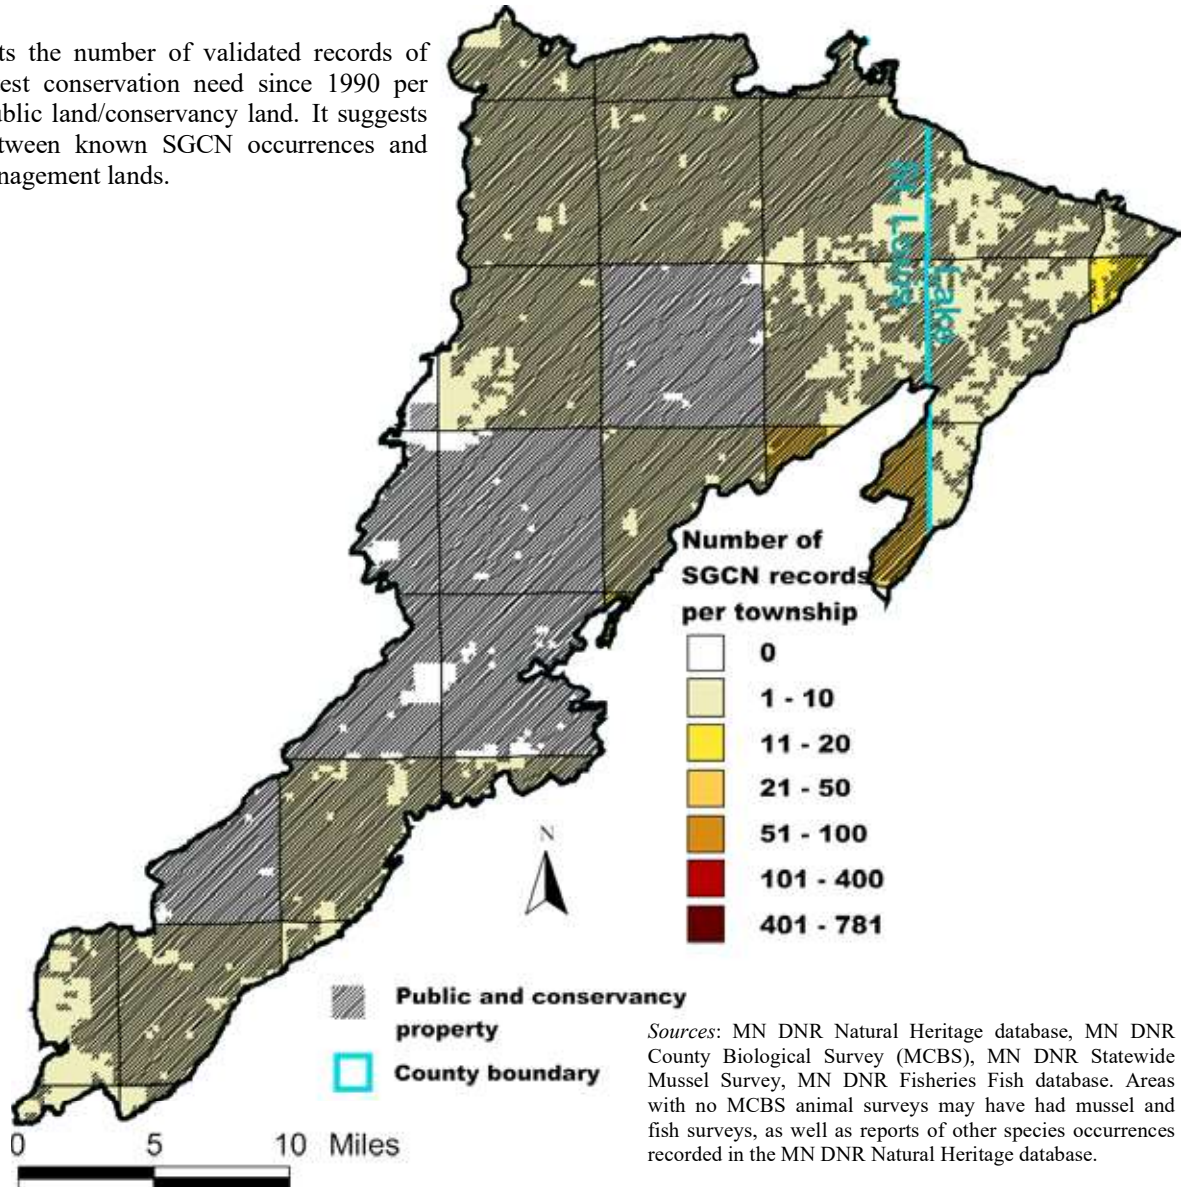 ts the number of validated records of
est conservation need since 1990 per
ublic land/conservancy land. It suggests
tween known SGCN occurrences and
nagement lands.
St Louis
Lake
Number of
SGCN records
per township
0
1 - 10
11 - 20
21 - 50
51 - 100
101 - 400
401 - 781
N
Public and conservancy
property
County boundary
0 5 10 Miles
Sources: MN DNR Natural Heritage database, MN DNR
County Biological Survey (MCBS), MN DNR Statewide
Mussel Survey, MN DNR Fisheries Fish database. Areas
with no MCBS animal surveys may have had mussel and
fish surveys, as well as reports of other species occurrences
recorded in the MN DNR Natural Heritage database.